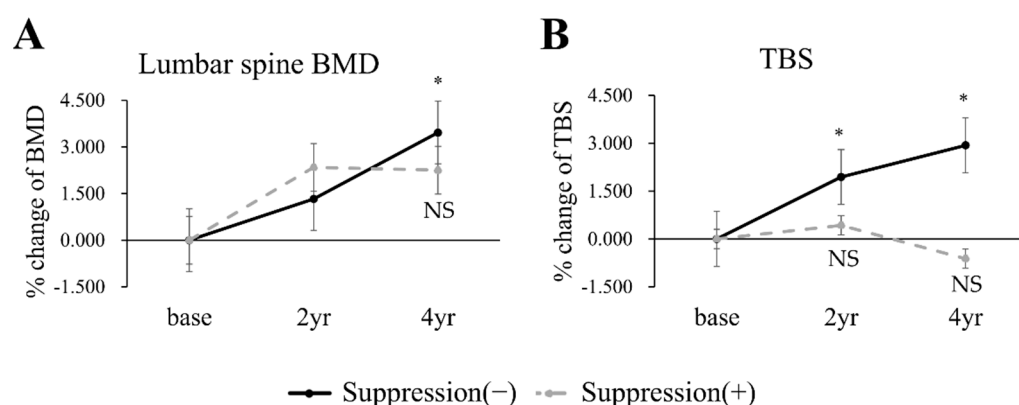 A
Lumbar spine BMD
% change of BMD
4.500
3.000
1.500
0.000
-1.500
*
NS
base 2yr 4yr
B
TBS
% change of TBS
4.500
3.000
1.500
0.000
-1.500
* *
NS NS
base 2yr 4yr
Suppression(−) Suppression(+)